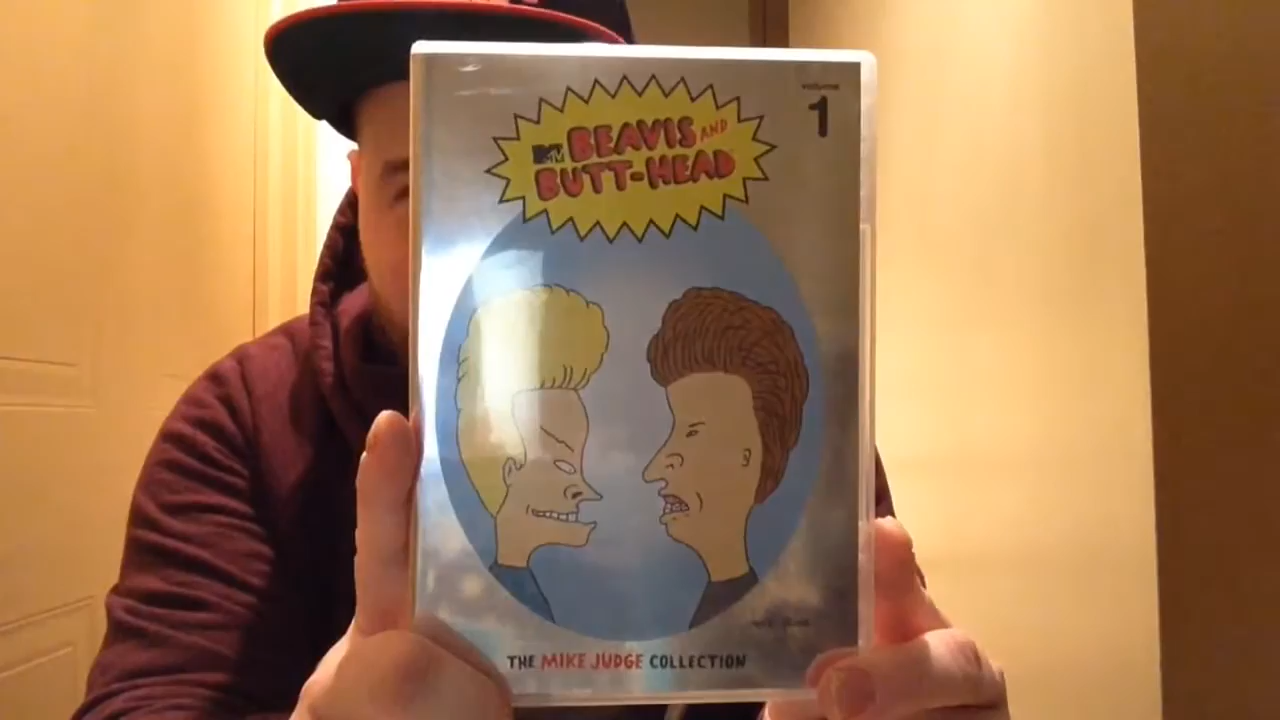 volume
1
MTV BEAVIS AND
BUTT-HEAD
THE MIKE JUDGE COLLECTION